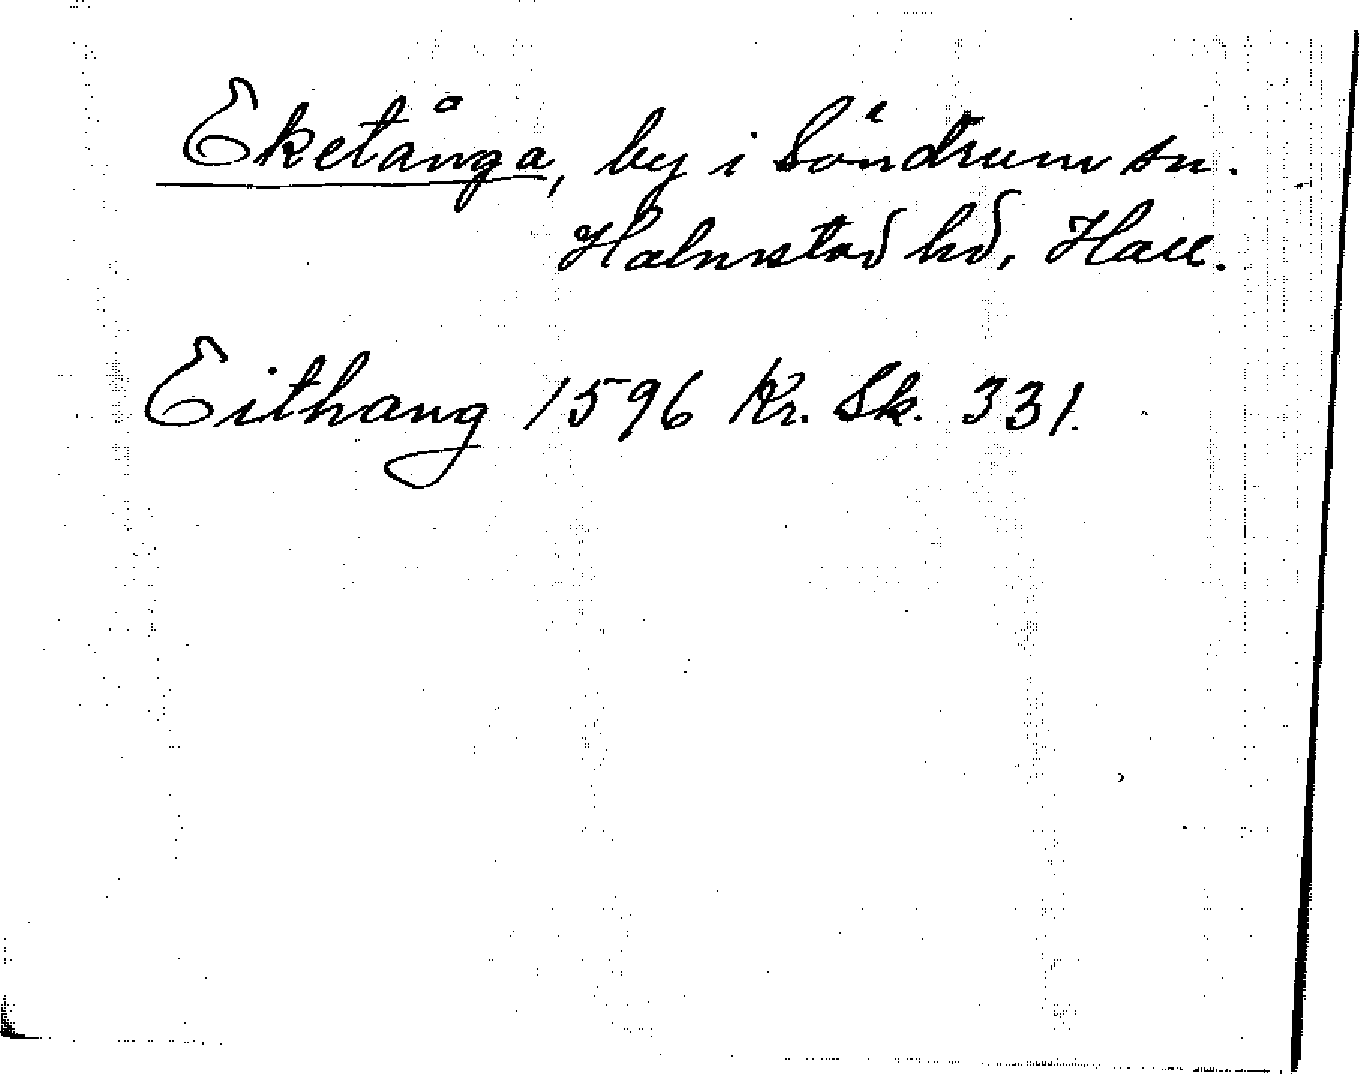 Eketånga, by i Söndrum sn.
Halmstad hd, Hall.
Eithang 1596 Kr. Sk. 331.